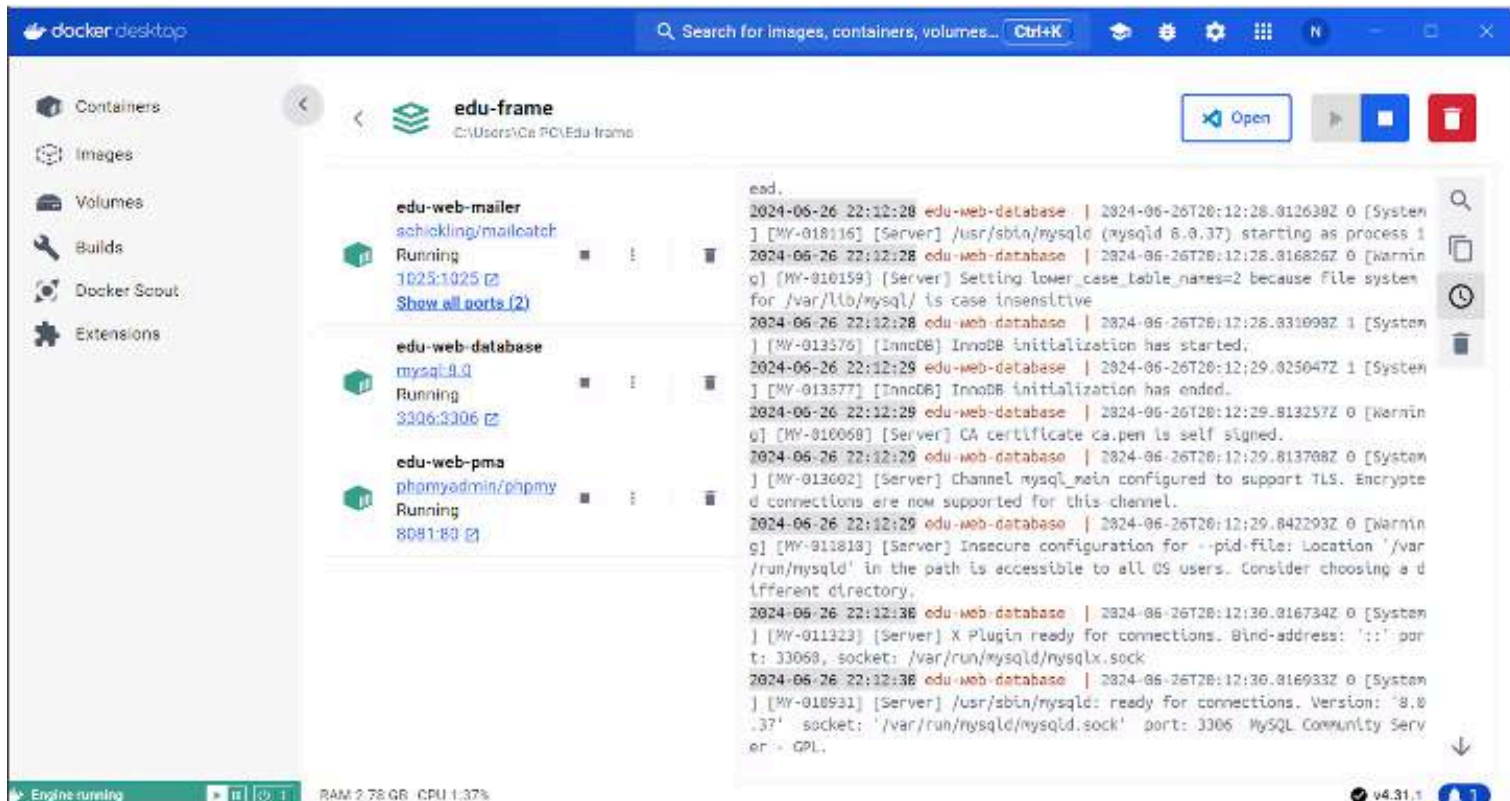 docker desktop
Search for images, containers, volumes... Ctrl+K
N
Containers
Images
Volumes
Builds
Docker Scout
Extensions
edu-frame
C:\Users\Ce PC\Edu-frame
Open
edu-web-mailer
schickling/mailcatch
Running
1025:1025
Show all ports (2)
edu-web-database
mysql:8.0
Running
3306:3306
edu-web-pma
phpmyadmin/phpmy
Running
8081:80
ead.
2024-06-26 22:12:28 edu-web-database | 2024-06-26T20:12:28.012638Z 0 [System
] [MY-010116] [Server] /usr/sbin/mysqld (mysqld 8.0.37) starting as process 1
2024-06-26 22:12:28 edu-web-database | 2024-06-26T20:12:28.016826Z 0 [Warnin
g] [MY-010159] [Server] Setting lower_case_table_names=2 because file system
for /var/lib/mysql/ is case insensitive
2024-06-26 22:12:28 edu-web-database | 2024-06-26T20:12:28.031090Z 1 [System
] [MY-013576] [InnoDB] InnoDB initialization has started.
2024-06-26 22:12:29 edu-web-database | 2024-06-26T20:12:29.025047Z 1 [System
] [MY-013577] [InnoDB] InnoDB initialization has ended.
2024-06-26 22:12:29 edu-web-database | 2024-06-26T20:12:29.813257Z 0 [Warnin
g] [MY-010068] [Server] CA certificate ca.pem is self signed.
2024-06-26 22:12:29 edu-web-database | 2024-06-26T20:12:29.813708Z 0 [System
] [MY-013602] [Server] Channel mysql_main configured to support TLS. Encrypte
d connections are now supported for this channel.
2024-06-26 22:12:29 edu-web-database | 2024-06-26T20:12:29.842293Z 0 [Warnin
g] [MY-011810] [Server] Insecure configuration for --pid-file: Location '/var
/run/mysqld' in the path is accessible to all OS users. Consider choosing a d
ifferent directory.
2024-06-26 22:12:30 edu-web-database | 2024-06-26T20:12:30.016734Z 0 [System
] [MY-011323] [Server] X Plugin ready for connections. Bind-address: '::' por
t: 33060, socket: /var/run/mysqld/mysqlx.sock
2024-06-26 22:12:30 edu-web-database | 2024-06-26T20:12:30.016933Z 0 [System
] [MY-010931] [Server] /usr/sbin/mysqld: ready for connections. Version: '8.0
.37' socket: '/var/run/mysqld/mysqld.sock' port: 3306 MySQL Community Serv
er - GPL.
Engine running
RAM 2.78 GB CPU 1.37%
v4.31.1
1